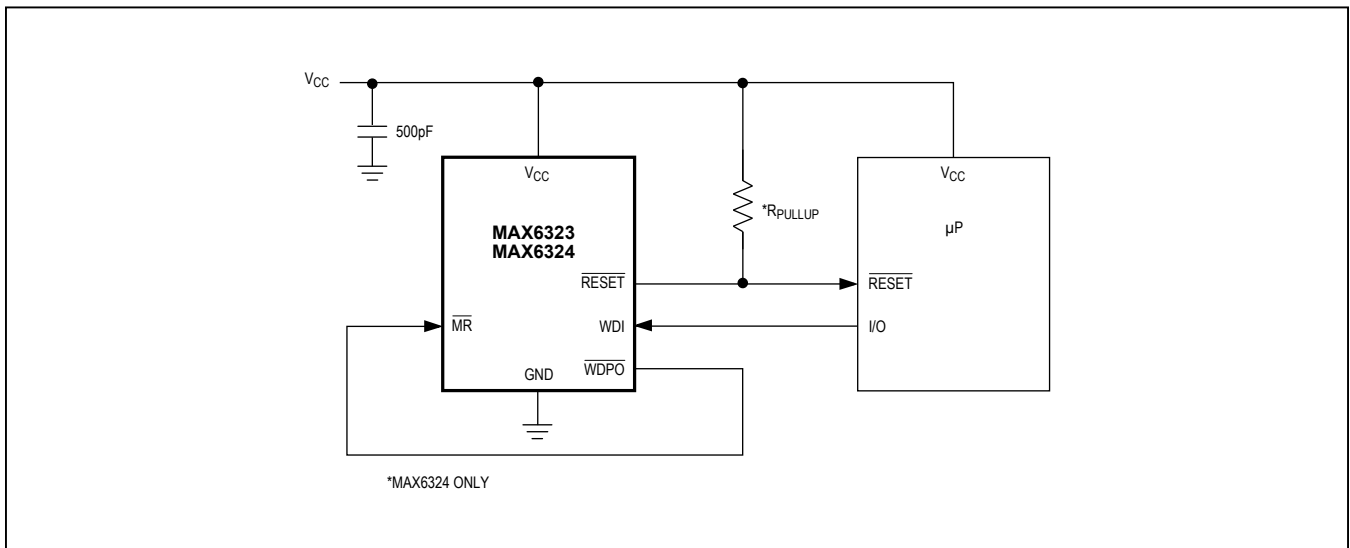 VCC
500pF
VCC
VCC
*RPULLUP
µP
MAX6323
MAX6324
RESET
RESET
MR
WDI
I/O
WDPO
GND
*MAX6324 ONLY